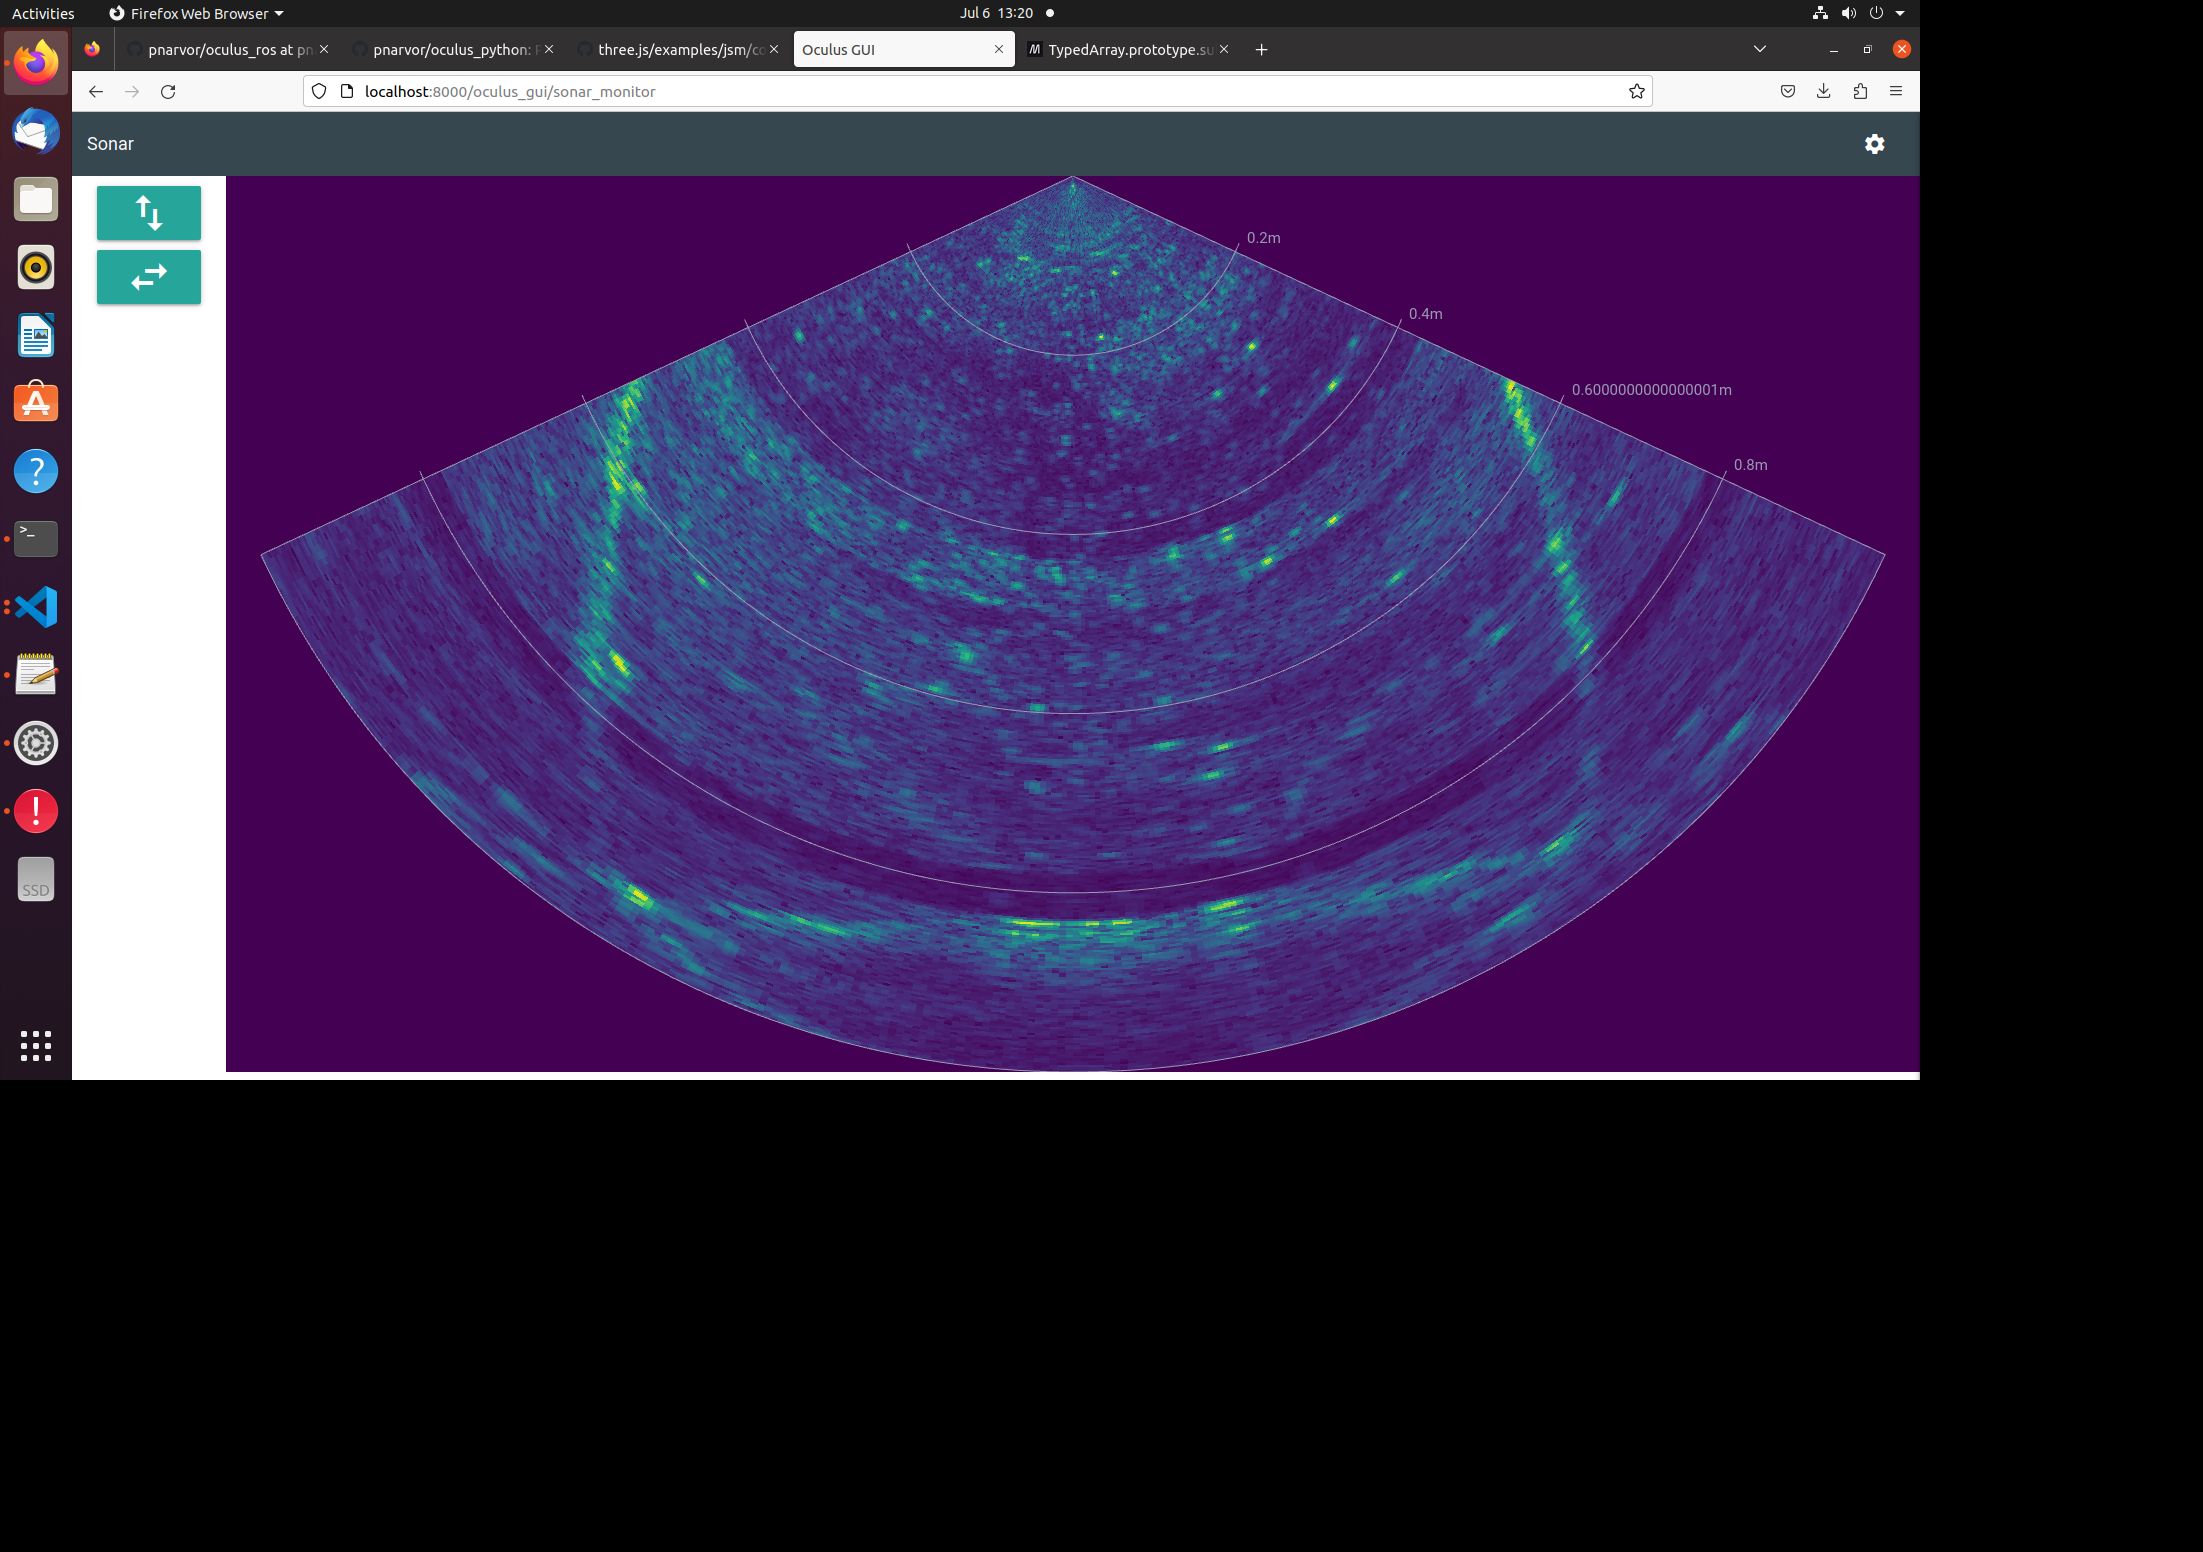 Activities Firefox Web Browser Jul 6 13:20
pnarvor/oculus_ros at pn pnarvor/oculus_python: three.js/examples/jsm/co Oculus GUI TypedArray.prototype.su
localhost:8000/oculus_gui/sonar_monitor
Sonar
0.2m
0.4m
0.6000000000000001m
0.8m
SSD